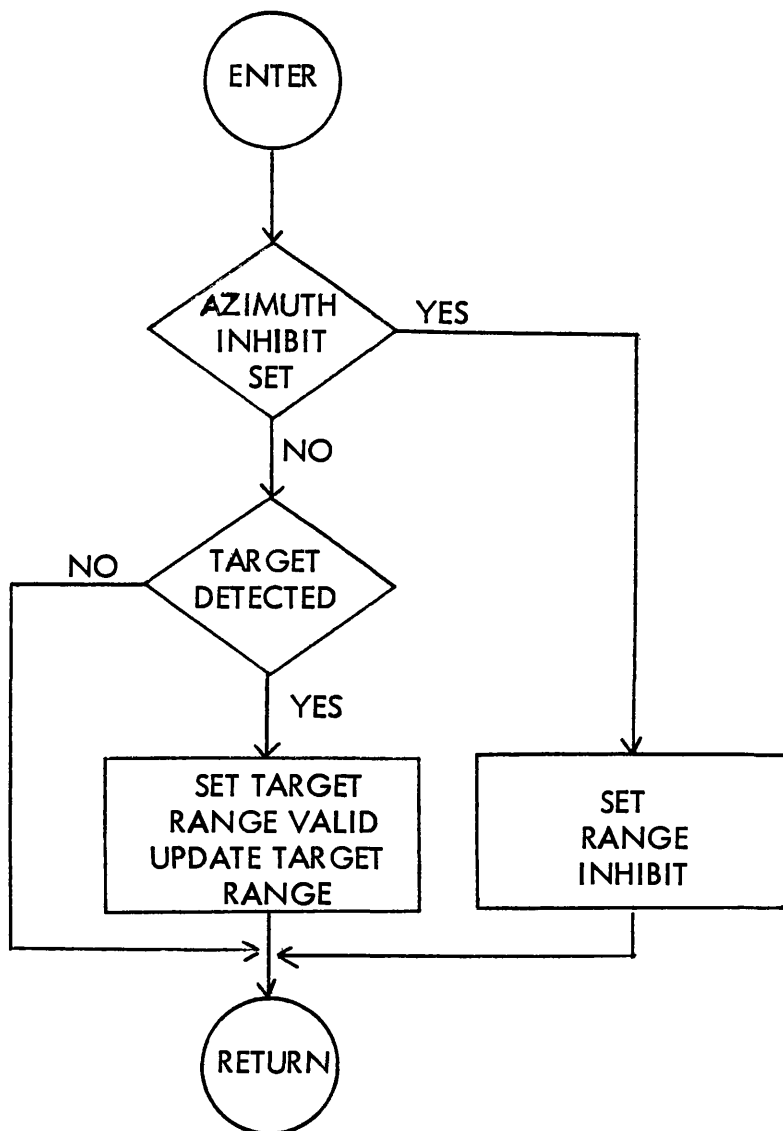 ENTER
AZIMUTH
INHIBIT
SET
YES
NO
NO
TARGET
DETECTED
YES
SET TARGET
RANGE VALID
UPDATE TARGET
RANGE
SET
RANGE
INHIBIT
RETURN